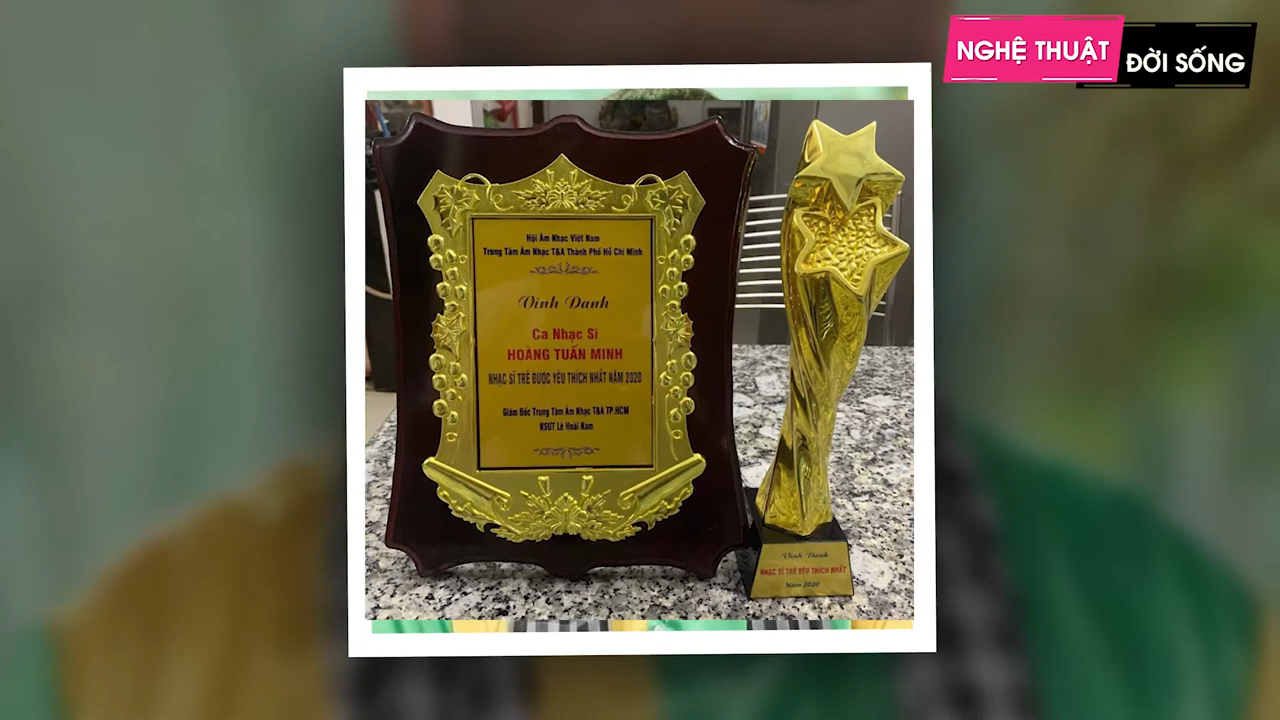 NGHỆ THUẬT
ĐỜI SỐNG
Hội Âm Nhạc Việt Nam
Trung Tâm Âm Nhạc T&A Thành Phố Hồ Chí Minh
Vinh Danh
Ca Nhạc Sĩ
HOÀNG TUẤN MINH
NHẠC SĨ TRẺ ĐƯỢC YÊU THÍCH NHẤT NĂM 2020
Giám Đốc Trung Tâm Âm Nhạc T&A TP.HCM
NSƯT Lê Hoài Nam
Vinh Danh
NHẠC SĨ TRẺ YÊU THÍCH NHẤT
Năm 2020